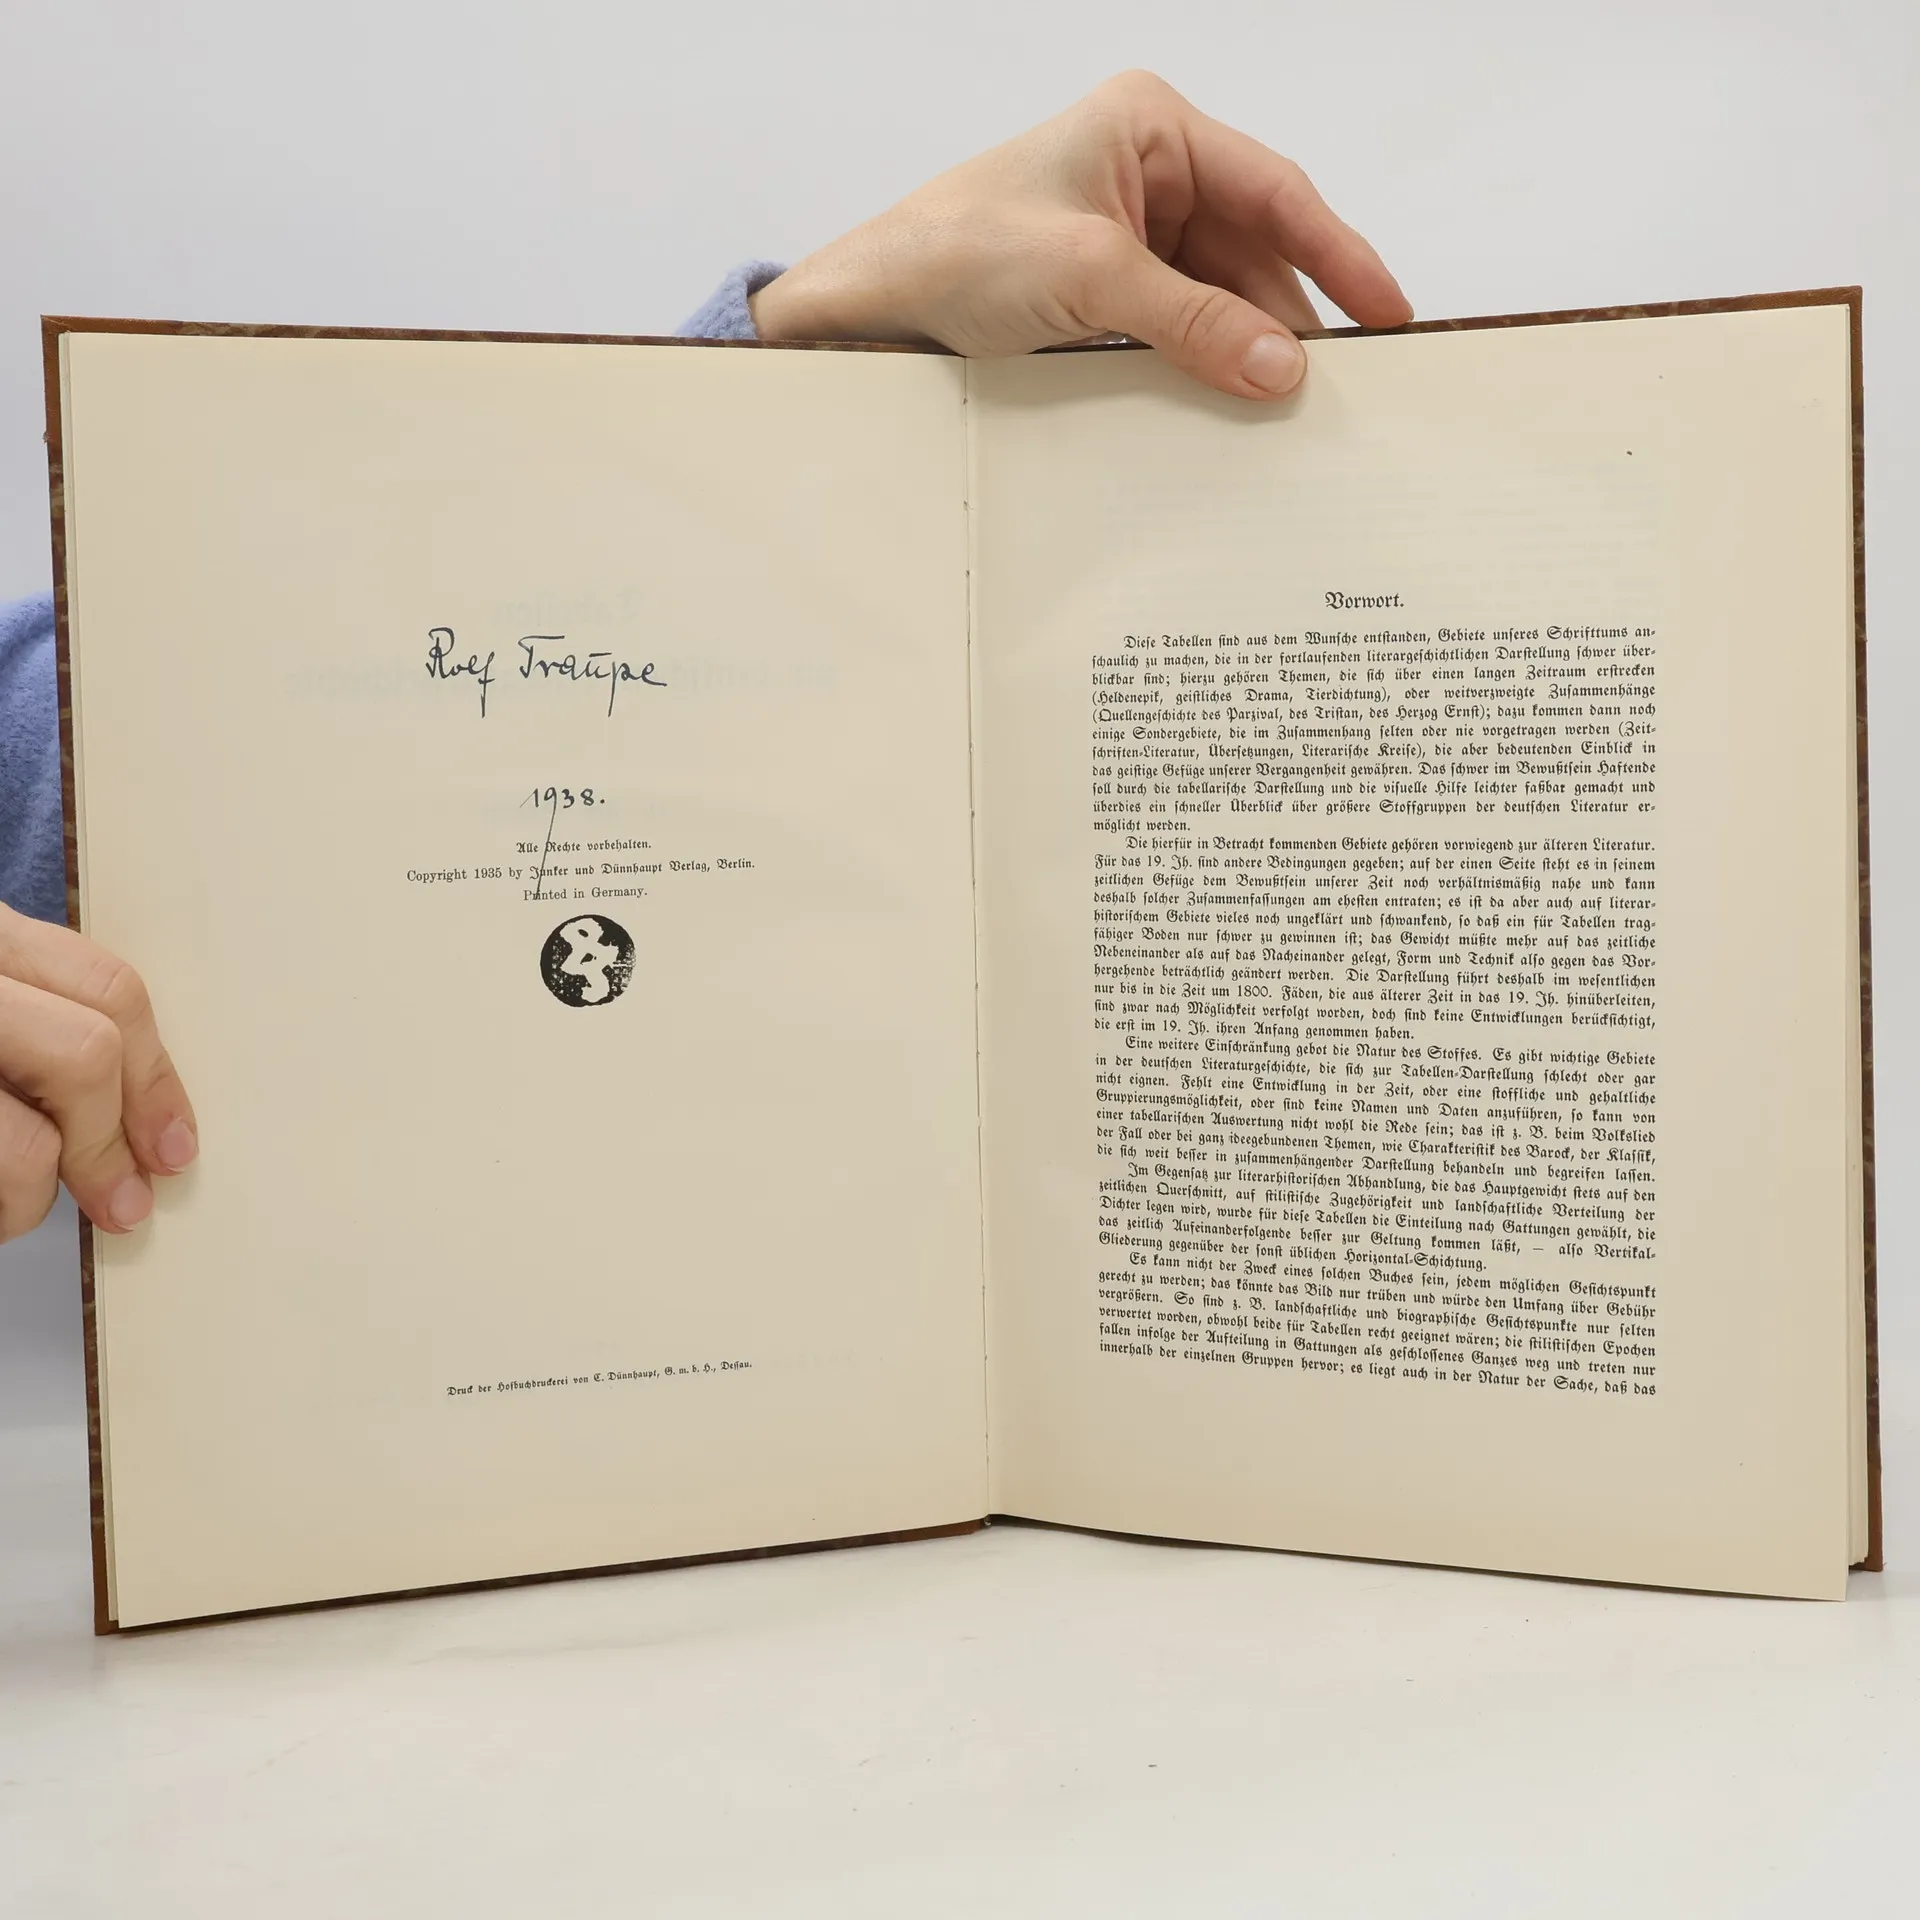 Rolf Traupe
1938.
Alle Rechte vorbehalten.
Copyright 1935 by Junker und Dünnhaupt Verlag, Berlin.
Printed in Germany.
Druck der Hofbuchdruckerei von C. Dünnhaupt, G. m. b. H., Dessau.
Vorwort.
Diese Tabellen sind aus dem Wunsche entstanden, Gebiete unseres Schrifttums an-
schaulich zu machen, die in der fortlaufenden literargeschichtlichen Darstellung schwer über-
blickbar sind; hierzu gehören Themen, die sich über einen langen Zeitraum erstrecken
(Heldenepik, geistliches Drama, Tierdichtung), oder weitverzweigte Zusammenhänge
(Quellengeschichte des Parzival, des Tristan, des Herzog Ernst); dazu kommen dann noch
einige Sondergebiete, die im Zusammenhang selten oder nie vorgetragen werden (Zeit-
schriften-Literatur, Übersetzungen, Literarische Kreise), die aber bedeutenden Einblick in
das geistige Gefüge unserer Vergangenheit gewähren. Das schwer im Bewußtsein Haftende
soll durch die tabellarische Darstellung und die visuelle Hilfe leichter faßbar gemacht und
überdies ein schneller Überblick über größere Stoffgruppen der deutschen Literatur er-
möglicht werden.
Die hierfür in Betracht kommenden Gebiete gehören vorwiegend zur älteren Literatur.
Für das 19. Jh. sind andere Bedingungen gegeben; auf der einen Seite steht es in seinem
zeitlichen Gefüge dem Bewußtsein unserer Zeit noch verhältnismäßig nahe und kann
deshalb solcher Zusammenfassungen am ehesten entraten; es ist da aber auch auf literar-
historischem Gebiete vieles noch ungeklärt und schwankend, so daß ein für Tabellen trag-
fähiger Boden nur schwer zu gewinnen ist; das Gewicht müßte mehr auf das zeitliche
Nebeneinander als auf das Nacheinander gelegt, Form und Technik also gegen das Vor-
hergehende beträchtlich geändert werden. Die Darstellung führt deshalb im wesentlichen
nur bis in die Zeit um 1800. Fäden, die aus älterer Zeit in das 19. Jh. hinüberleiten,
sind zwar nach Möglichkeit verfolgt worden, doch sind keine Entwicklungen berücksichtigt,
die erst im 19. Jh. ihren Anfang genommen haben.
Eine weitere Einschränkung gebot die Natur des Stoffes. Es gibt wichtige Gebiete
in der deutschen Literaturgeschichte, die sich zur Tabellen-Darstellung schlecht oder gar
nicht eignen. Fehlt eine Entwicklung in der Zeit, oder eine stoffliche und gehaltliche
Gruppierungsmöglichkeit, oder sind keine Namen und Daten anzuführen, so kann von
einer tabellarischen Auswertung nicht wohl die Rede sein; das ist z. B. beim Volkslied
der Fall oder bei ganz ideegebundenen Themen, wie Charakteristik des Barock, der Klassik,
die sich weit besser in zusammenhängender Darstellung behandeln und begreifen lassen.
Im Gegensatz zur literarhistorischen Abhandlung, die das Hauptgewicht stets auf den
zeitlichen Querschnitt, auf stilistische Zugehörigkeit und landschaftliche Verteilung der
Dichter legen wird, wurde für diese Tabellen die Einteilung nach Gattungen gewählt, die
das zeitlich Aufeinanderfolgende besser zur Geltung kommen läßt, — also Vertikal-
Gliederung gegenüber der sonst üblichen Horizontal-Schichtung.
Es kann nicht der Zweck eines solchen Buches sein, jedem möglichen Gesichtspunkt
gerecht zu werden; das könnte das Bild nur trüben und würde den Umfang über Gebühr
vergrößern. So sind z. B. landschaftliche und biographische Gesichtspunkte nur selten
verwertet worden, obwohl beide für Tabellen recht geeignet wären; die stilistischen Epochen
fallen infolge der Aufteilung in Gattungen als geschlossenes Ganzes weg und treten nur
innerhalb der einzelnen Gruppen hervor; es liegt auch in der Natur der Sache, daß das